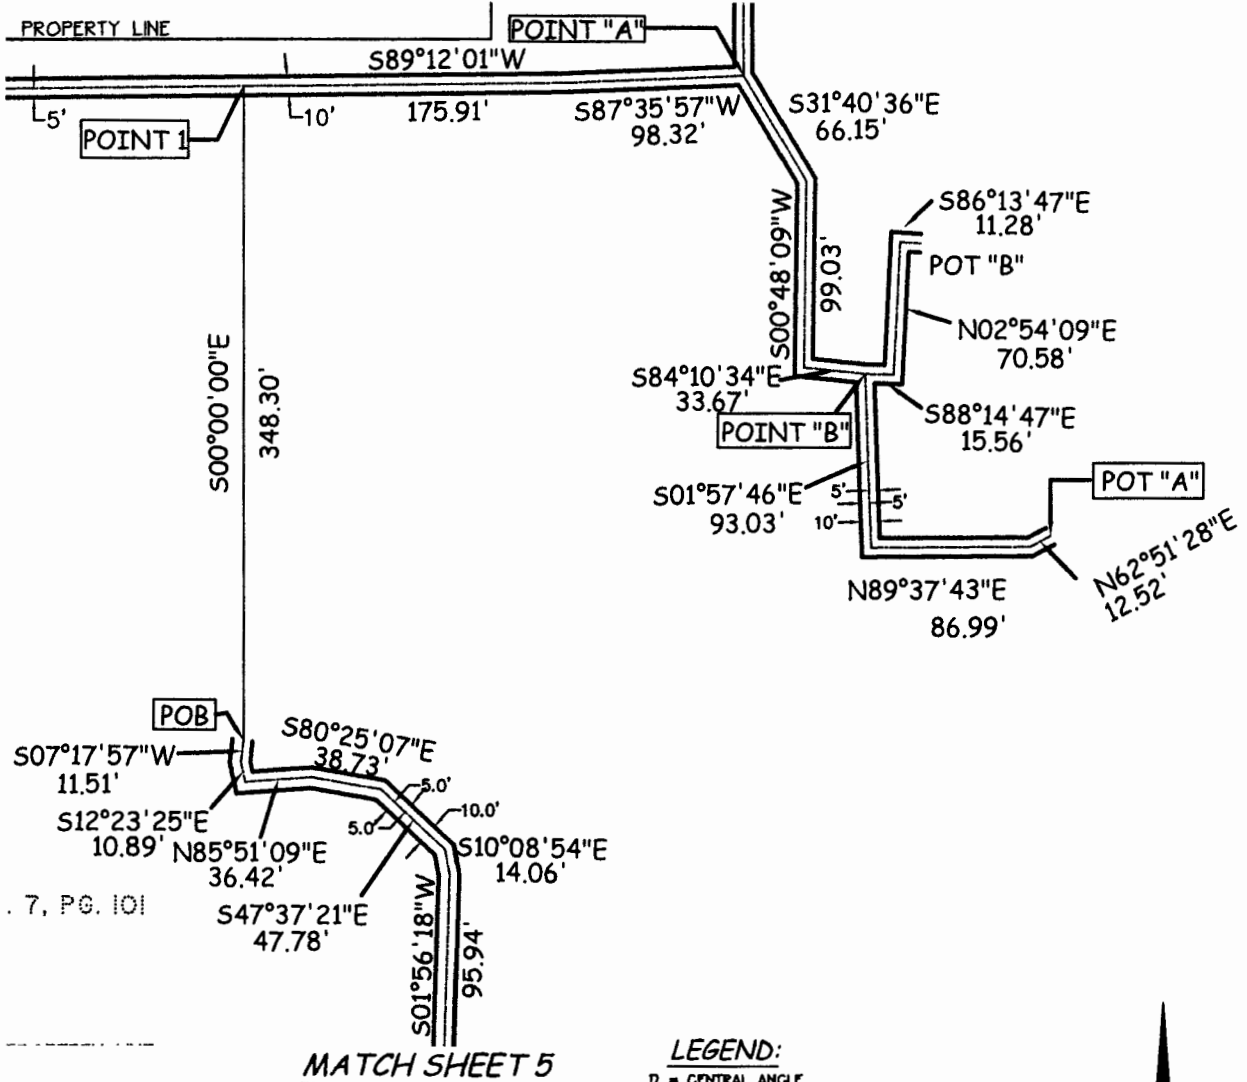 PROPERTY LINE
POINT "A"
S89°12'01"W
175.91'
5'
10'
POINT 1
S87°35'57"W
98.32'
S31°40'36"E
66.15'
S86°13'47"E
11.28'
POT "B"
S00°48'09"W
99.03'
N02°54'09"E
70.58'
S84°10'34"E
33.67'
POINT "B"
S88°14'47"E
15.56'
S00°00'00"E
348.30'
S01°57'46"E
93.03'
5'
5'
10'
POT "A"
N62°51'28"E
12.52'
N89°37'43"E
86.99'
POB
S07°17'57"W
11.51'
S80°25'07"E
38.73'
5.0'
10.0'
5.0'
S12°23'25"E
10.89'
N85°51'09"E
36.42'
S10°08'54"E
14.06'
. 7, PG. 101
S47°37'21"E
47.78'
S01°56'18"W
95.94'
MATCH SHEET 5
LEGEND:
D = CENTRAL ANGLE